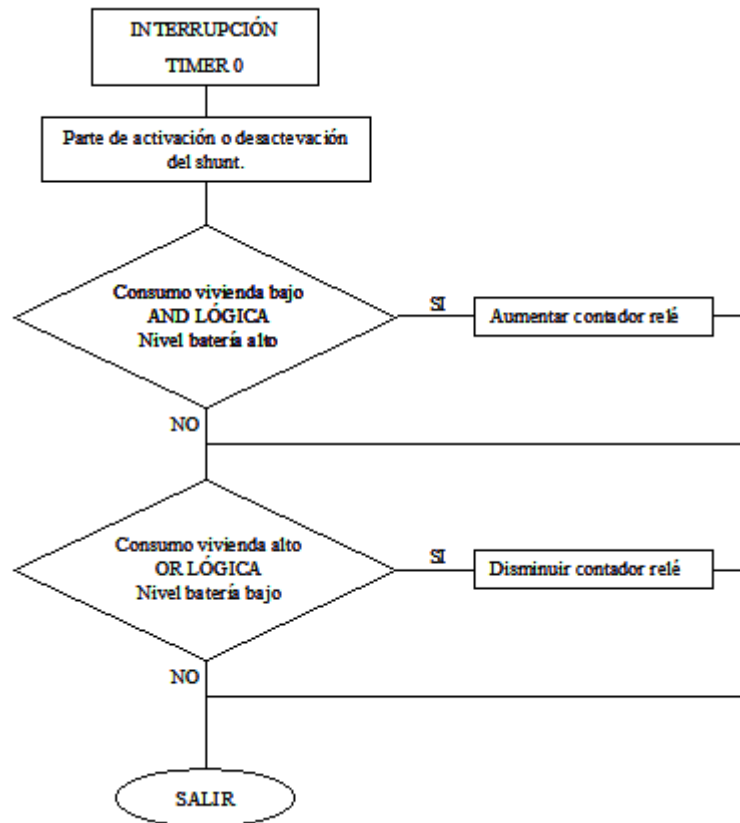 INTERRUPCIÓN
TIMER 0
Parte de activación o desactevación
del shunt.
Consumo vivienda bajo
AND LÓGICA
Nivel batería alto
SI
Aumentar contador relé
NO
Consumo vivienda alto
OR LÓGICA
Nivel batería bajo
SI
Disminuir contador relé
NO
SALIR